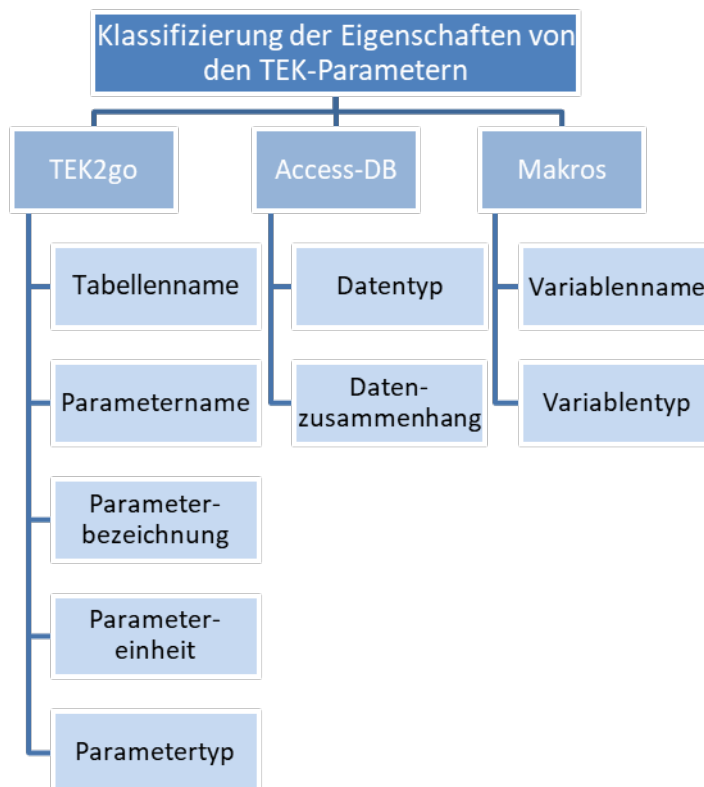 Klassifizierung der Eigenschaften von
den TEK-Parametern
TEK2go
Access-DB
Makros
Tabellenname
Datentyp
Variablenname
Parametername
Daten-
zusammenhang
Variablentyp
Parameter-
bezeichnung
Parameter-
einheit
Parametertyp